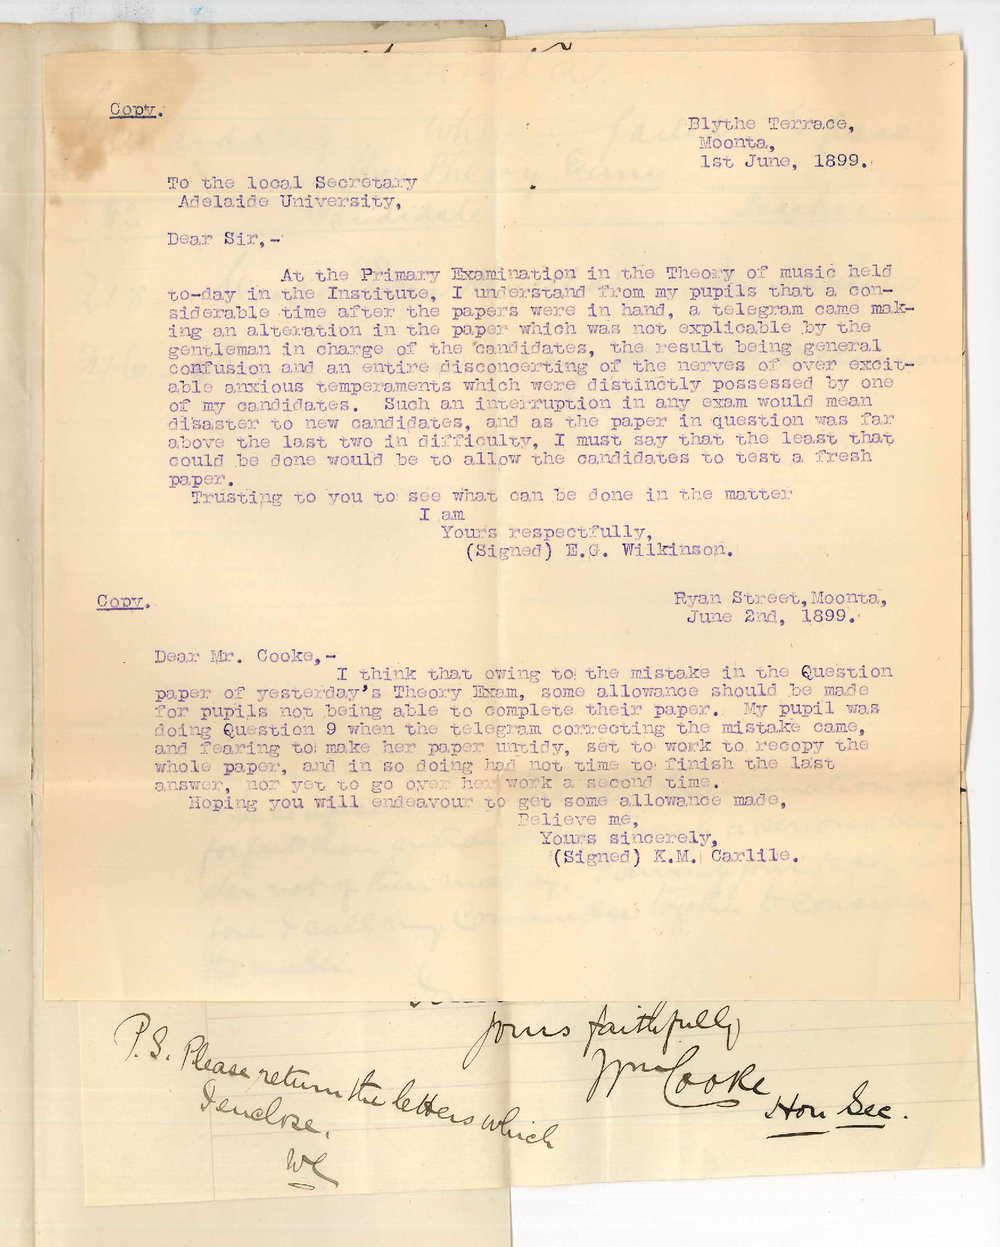 Copy.
Blythe Terrace,
Moonta,
1st June, 1899.
To the local Secretary
Adelaide University,
Dear Sir,-
At the Primary Examination in the Theory of music held
to-day in the Institute, I understand from my pupils that a con-
siderable time after the papers were in hand, a telegram came mak-
ing an alteration in the paper which was not explicable by the
gentleman in charge of the candidates, the result being general
confusion and an entire disconcerting of the nerves of over excit-
able anxious temperaments which were distinctly possessed by one
of my candidates. Such an interruption in any exam would mean
disaster to new candidates, and as the paper in question was far
above the last two in difficulty, I must say that the least that
could be done would be to allow the candidates to test a fresh
paper.
Trusting to you to see what can be done in the matter
I am
Yours respectfully,
(Signed) E.G. Wilkinson.
Copy.
Ryan Street, Moonta,
June 2nd, 1899.
Dear Mr. Cooke,-
I think that owing to the mistake in the Question
paper of yesterday's Theory Exam, some allowance should be made
for pupils not being able to complete their paper. My pupil was
doing Question 9 when the telegram correcting the mistake came,
and fearing to make her paper untidy, set to work to recopy the
whole paper, and in so doing had not time to finish the last
answer, nor yet to go over her work a second time.
Hoping you will endeavour to get some allowance made,
Believe me,
Yours sincerely,
(Signed) K.M. Carlile.
Yours faithfully
Wm Cooke
Hon Sec.
P.S. Please return the letters which
I enclose.
WC